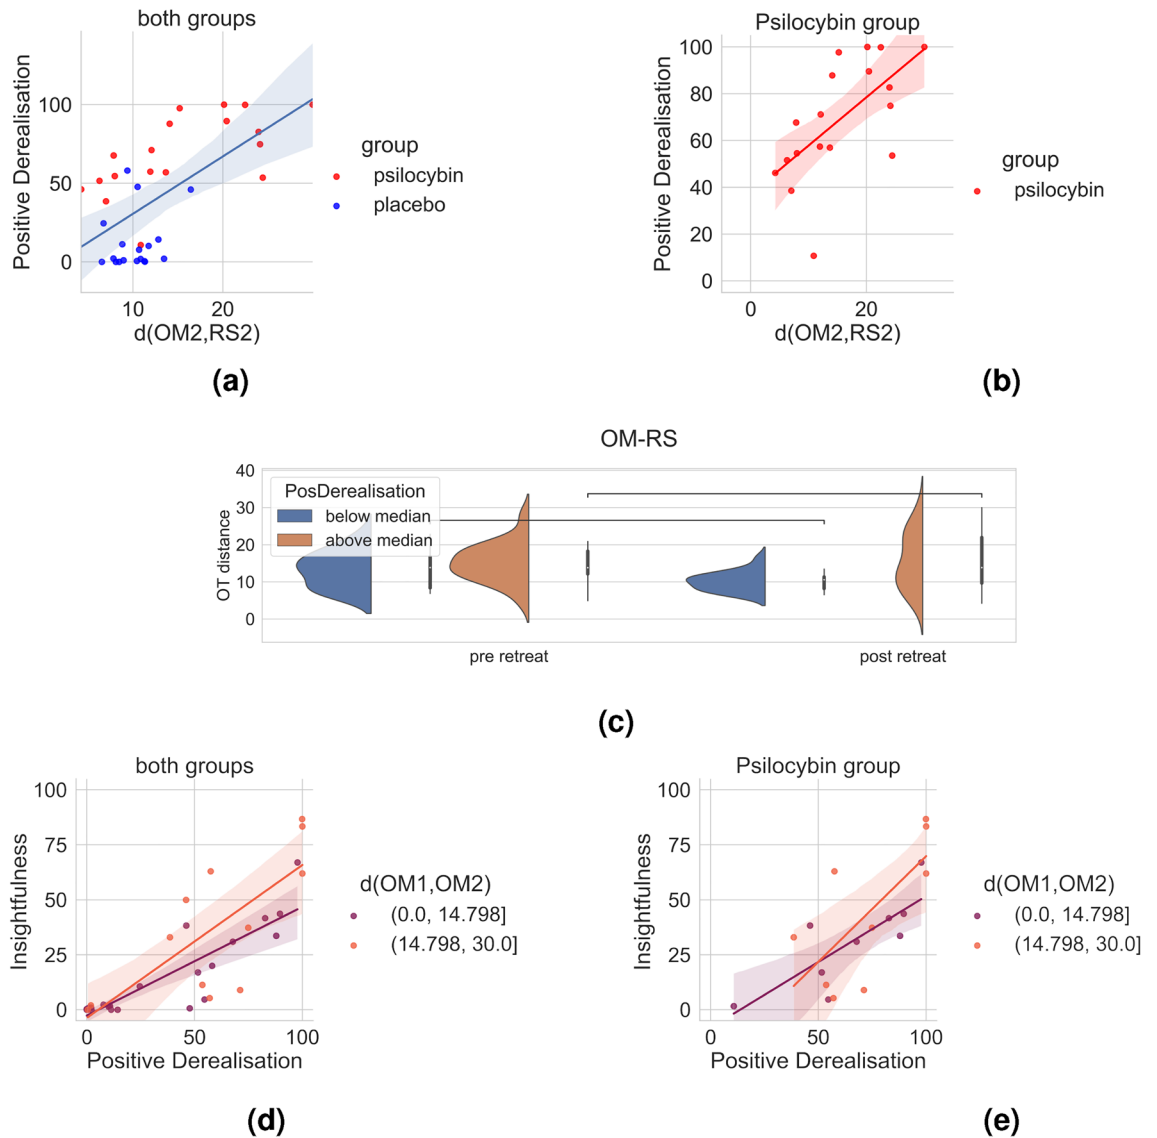 both groups
Positive Derealisation
100
50
0
10 20
d(OM2,RS2)
group
psilocybin
placebo
(a)
Psilocybin group
Positive Derealisation
100
80
60
40
20
0
0 20
d(OM2,RS2)
group
psilocybin
(b)
OM-RS
OT distance
40
30
20
10
0
PosDerealisation
below median
above median
pre retreat post retreat
(c)
both groups
Insightfulness
100
75
50
25
0
0 50 100
Positive Derealisation
d(OM1,OM2)
(0.0, 14.798]
(14.798, 30.0]
(d)
Psilocybin group
Insightfulness
100
75
50
25
0
0 50 100
Positive Derealisation
d(OM1,OM2)
(0.0, 14.798]
(14.798, 30.0]
(e)